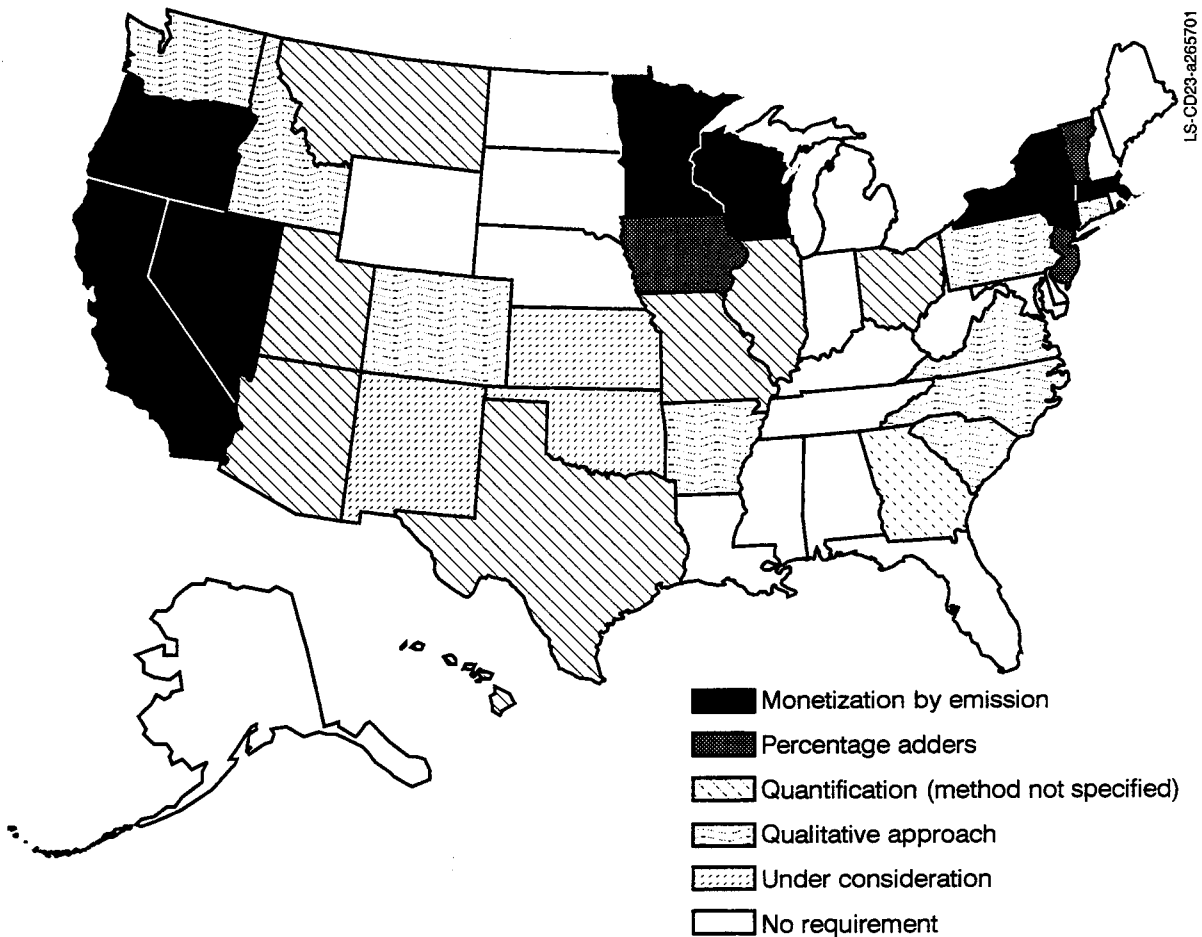 LS-CD23-a265701
Monetization by emission
Percentage adders
Quantification (method not specified)
Qualitative approach
Under consideration
No requirement